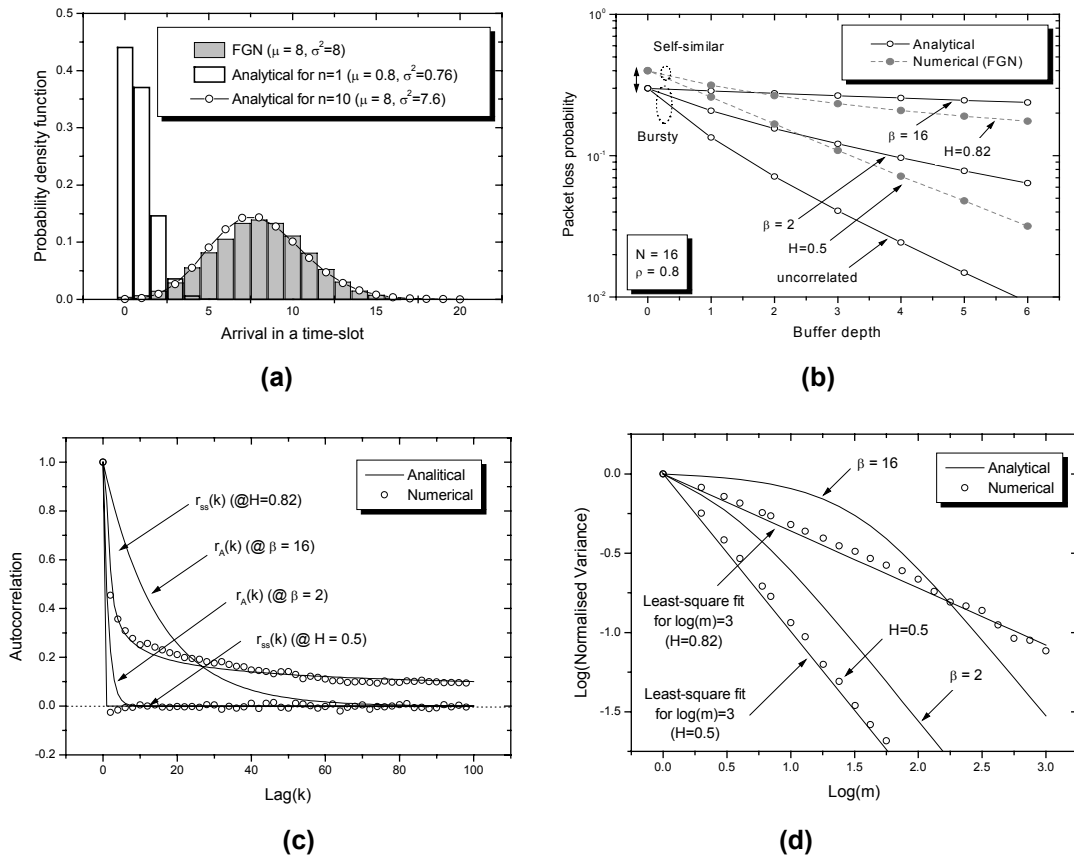 FGN (μ = 8, σ²=8)
Analytical for n=1 (μ = 0.8, σ²=0.76)
Analytical for n=10 (μ = 8, σ²=7.6)
Probability density function
0.5
0.4
0.3
0.2
0.1
0.0
0 5 10 15 20
Arrival in a time-slot
(a)
Analytical
Numerical (FGN)
Self-similar
Bursty
Packet loss probability
10⁰
10⁻¹
10⁻²
β = 16
H=0.82
β = 2
H=0.5
uncorrelated
N = 16
ρ = 0.8
0 1 2 3 4 5 6
Buffer depth
(b)
Analitical
Numerical
Autocorrelation
1.0
0.8
0.6
0.4
0.2
0.0
-0.2
r_ss(k) (@H=0.82)
r_A(k) (@ β = 16)
r_A(k) (@ β = 2)
r_ss(k) (@ H = 0.5)
0 20 40 60 80 100
Lag(k)
(c)
Analytical
Numerical
Log(Normalised Variance)
0.0
-0.5
-1.0
-1.5
β = 16
Least-square fit
for log(m)=3
(H=0.82)
H=0.5
β = 2
Least-square fit
for log(m)=3
(H=0.5)
0.0 0.5 1.0 1.5 2.0 2.5 3.0
Log(m)
(d)